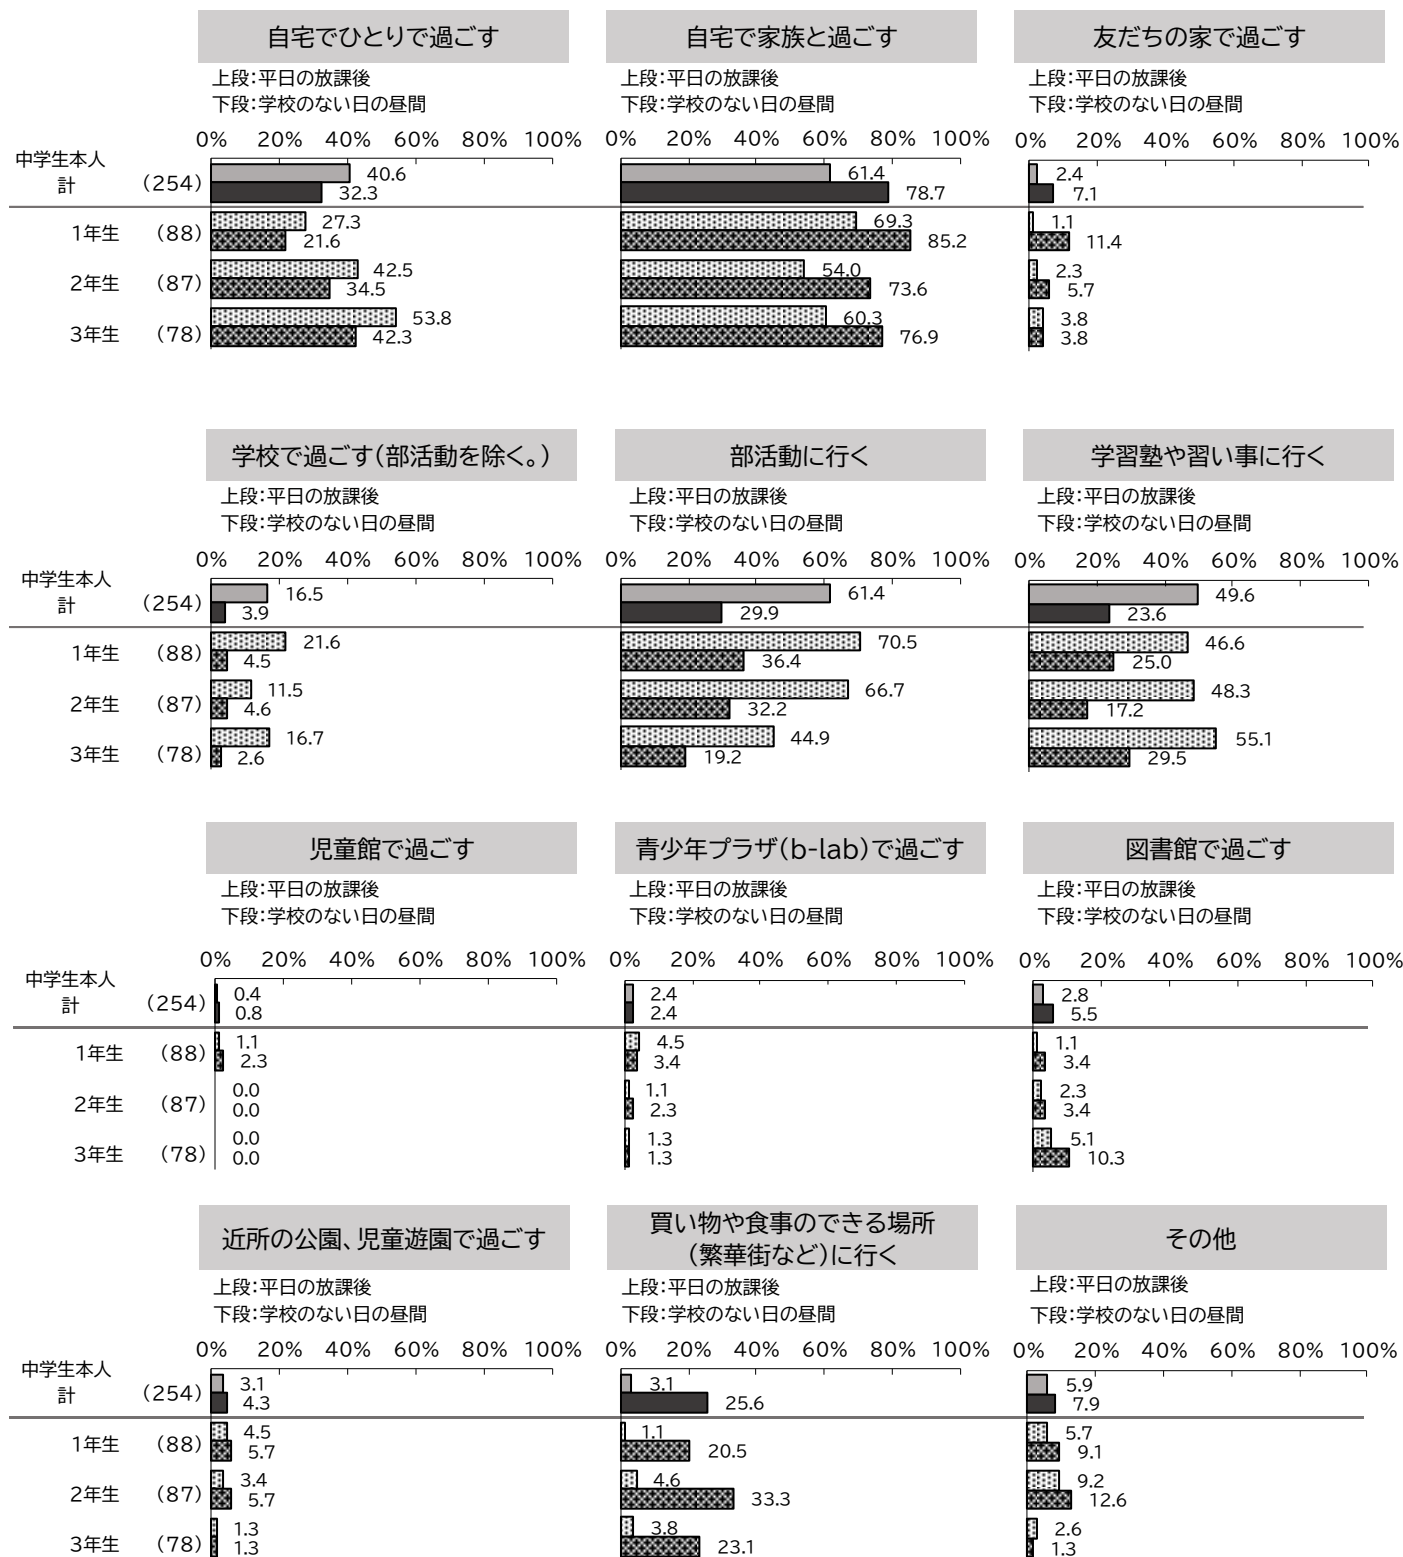 自宅でひとりで過ごす 自宅で家族と過ごす 友だちの家で過ごす
上段：平日の放課後 上段：平日の放課後 上段：平日の放課後
下段：学校のない日の昼間 下段：学校のない日の昼間 下段：学校のない日の昼間
0% 20% 40% 60% 80% 100% 0% 20% 40% 60% 80% 100% 0% 20% 40% 60% 80% 100%
中学生本人
40.6 61.4 2.4
計 （254）
32.3 78.7 7.1
27.3 69.3 1.1
1年生 （88）
21.6 85.2 11.4
42.5 54.0 2.3
2年生 （87）
34.5 73.6 5.7
53.8 60.3 3.8
3年生 （78）
42.3 76.9 3.8
学校で過ごす（部活動を除く。） 部活動に行く 学習塾や習い事に行く
上段：平日の放課後 上段：平日の放課後 上段：平日の放課後
下段：学校のない日の昼間 下段：学校のない日の昼間 下段：学校のない日の昼間
0% 20% 40% 60% 80% 100% 0% 20% 40% 60% 80% 100% 0% 20% 40% 60% 80% 100%
中学生本人
16.5 61.4 49.6
計 （254）
3.9 29.9 23.6
21.6 70.5 46.6
1年生 （88）
4.5 36.4 25.0
11.5 66.7 48.3
2年生 （87）
4.6 32.2 17.2
16.7 44.9 55.1
3年生 （78）
2.6 19.2 29.5
児童館で過ごす 青少年プラザ（b-lab）で過ごす 図書館で過ごす
上段：平日の放課後 上段：平日の放課後 上段：平日の放課後
下段：学校のない日の昼間 下段：学校のない日の昼間 下段：学校のない日の昼間
0% 20% 40% 60% 80% 100% 0% 20% 40% 60% 80% 100% 0% 20% 40% 60% 80% 100%
中学生本人
0.4 2.4 2.8
計 （254）
0.8 2.4 5.5
1.1 4.5 1.1
1年生 （88）
2.3 3.4 3.4
0.0 1.1 2.3
2年生 （87）
0.0 2.3 3.4
0.0 1.3 5.1
3年生 （78）
0.0 1.3 10.3
近所の公園、児童遊園で過ごす 買い物や食事のできる場所 その他
（繁華街など）に行く
上段：平日の放課後 上段：平日の放課後 上段：平日の放課後
下段：学校のない日の昼間 下段：学校のない日の昼間 下段：学校のない日の昼間
0% 20% 40% 60% 80% 100% 0% 20% 40% 60% 80% 100% 0% 20% 40% 60% 80% 100%
中学生本人
3.1 3.1 5.9
計 （254）
4.3 25.6 7.9
4.5 1.1 5.7
1年生 （88）
5.7 20.5 9.1
3.4 4.6 9.2
2年生 （87）
5.7 33.3 12.6
1.3 3.8 2.6
3年生 （78）
1.3 23.1 1.3